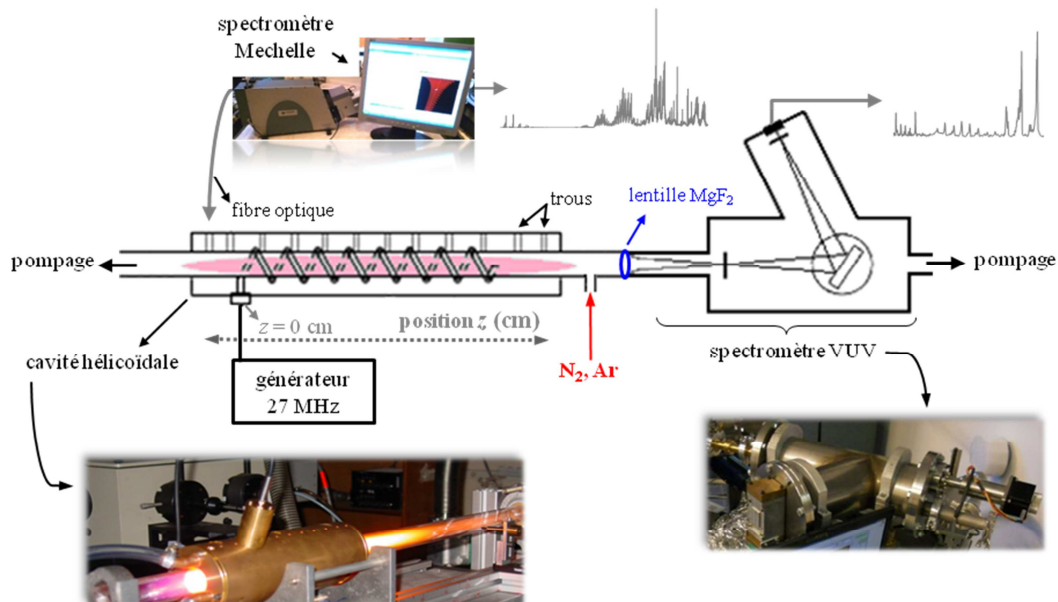 spectromètre
Mechelle
fibre optique
trous
lentille MgF2
pompage
pompage
z = 0 cm
position z (cm)
cavité hélicoïdale
générateur
27 MHz
N2, Ar
spectromètre VUV